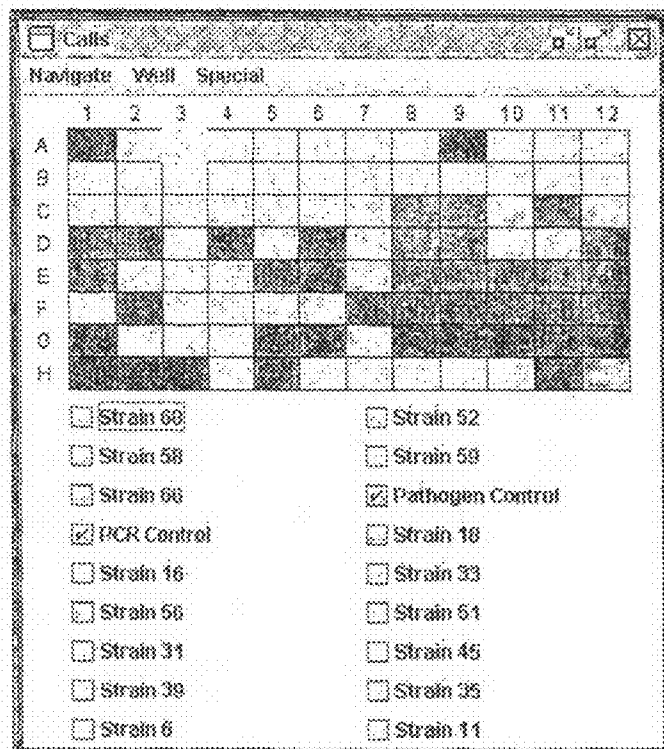 Calls
Navigate Well Special
1 2 3 4 5 6 7 8 9 10 11 12
A
B
C
D
E
F
G
H
Strain 60 Strain 52
Strain 58 Strain 59
Strain 66 Pathogen Control
PCR Control Strain 18
Strain 16 Strain 33
Strain 56 Strain 51
Strain 31 Strain 45
Strain 39 Strain 35
Strain 6 Strain 11